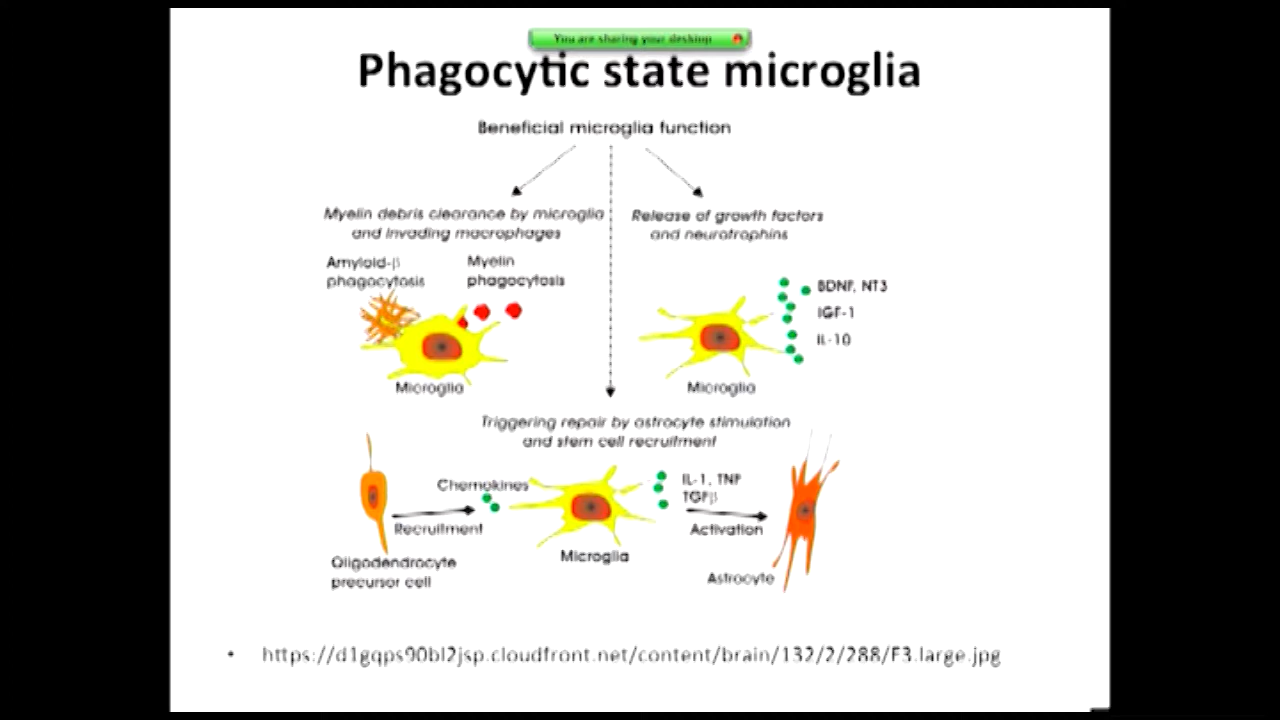 You are sharing your desktop
Phagocytic state microglia
Beneficial microglia function
Myelin debris clearance by microglia
and invading macrophages
Release of growth factors
and neurotrophins
Amyloid-β
phagocytosis
Myelin
phagocytosis
BDNF, NT3
IGF-1
IL-10
Microglia
Microglia
Triggering repair by astrocyte stimulation
and stem cell recruitment
Chemokines
IL-1, TNF
TGFβ
Recruitment
Activation
Microglia
Oligodendrocyte
precursor cell
Astrocyte
• https://d1gqps90bl2jsp.cloudfront.net/content/brain/132/2/288/F3.large.jpg